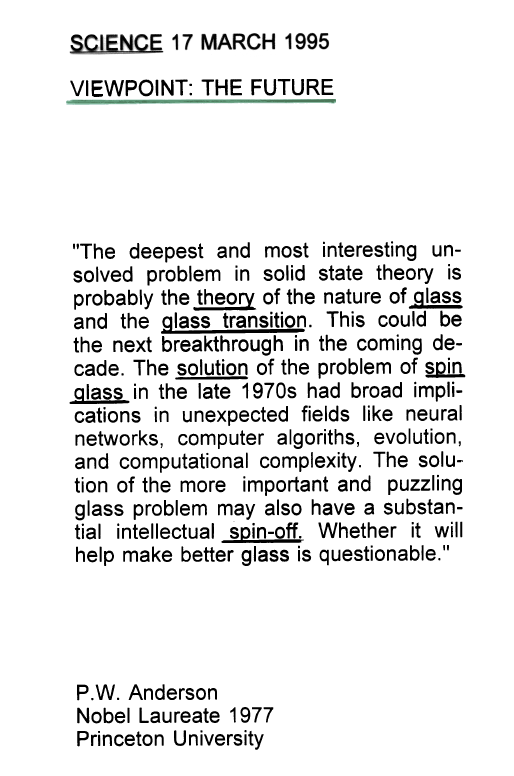 SCIENCE 17 MARCH 1995
VIEWPOINT: THE FUTURE
"The deepest and most interesting un-
solved problem in solid state theory is
probably the theory of the nature of glass
and the glass transition. This could be
the next breakthrough in the coming de-
cade. The solution of the problem of spin
glass in the late 1970s had broad impli-
cations in unexpected fields like neural
networks, computer algoriths, evolution,
and computational complexity. The solu-
tion of the more important and puzzling
glass problem may also have a substan-
tial intellectual spin-off. Whether it will
help make better glass is questionable."
P.W. Anderson
Nobel Laureate 1977
Princeton University